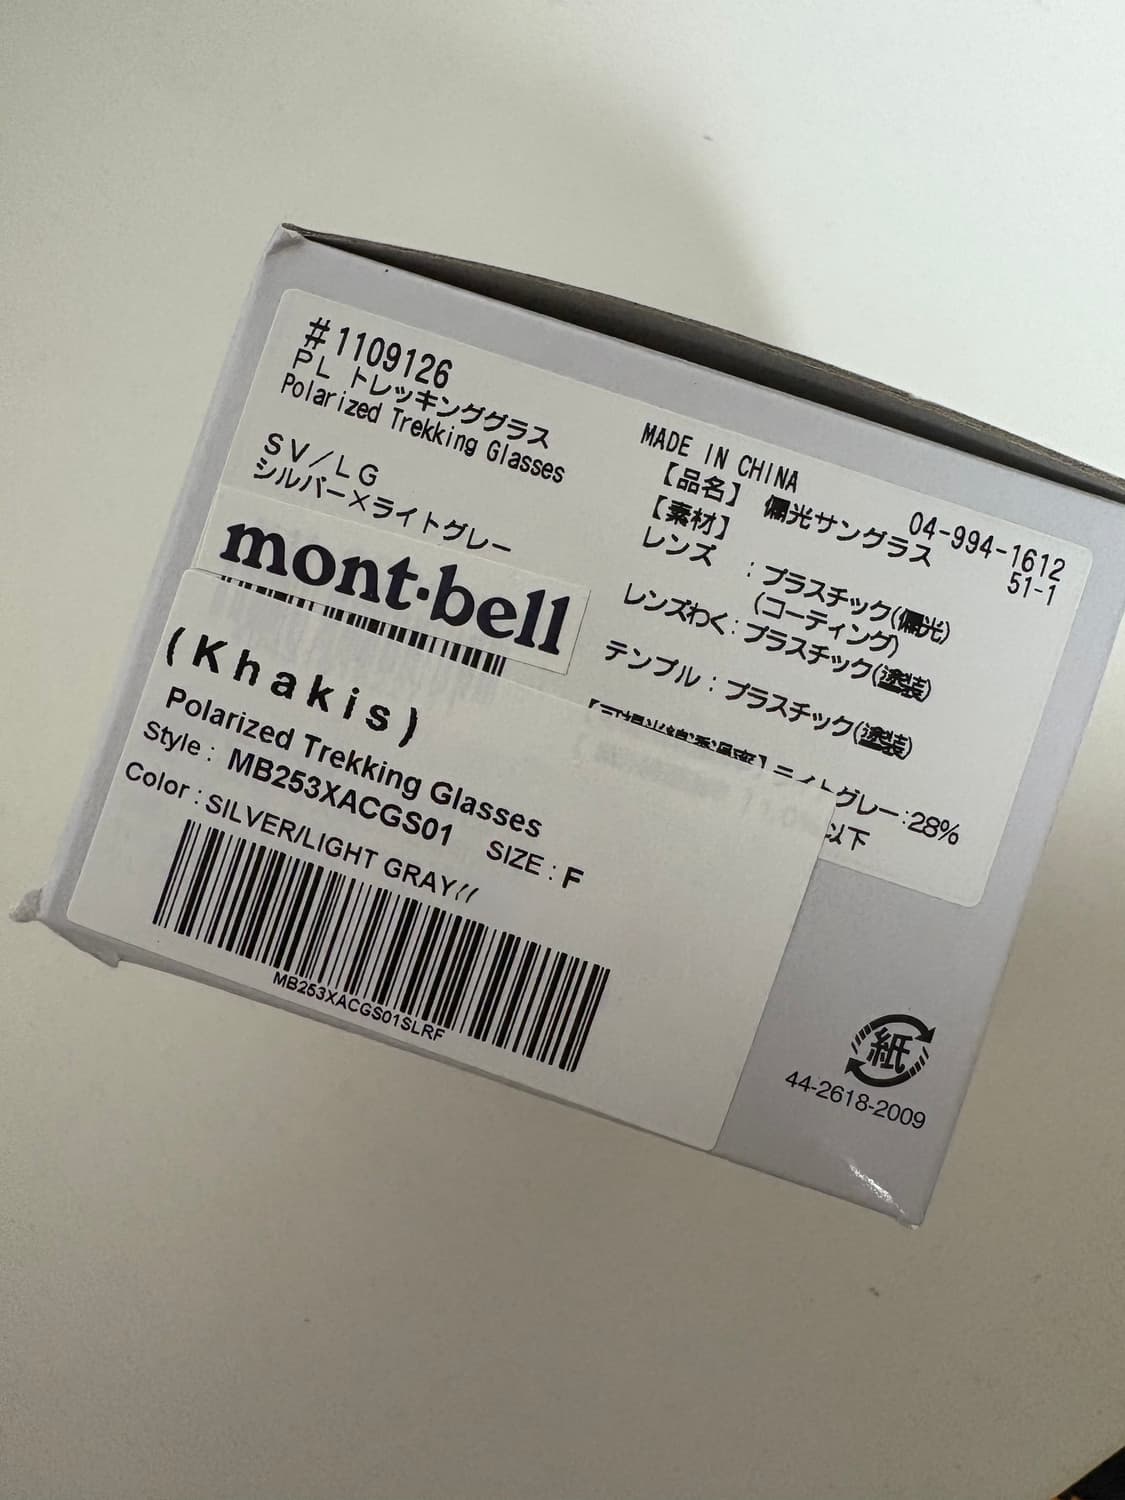 #1109126
PL トレッキンググラス
Polarized Trekking Glasses
SV/LG
シルバー×ライトグレー
MADE IN CHINA
04-994-1612
51-1
【品名】 偏光サングラス
【素材】
レンズ :プラスチック(偏光)
(コーティング)
レンズわく:プラスチック(塗装)
テンプル:プラスチック(塗装)
グレー:28%
以下
mont-bell
(Khakis)
Polarized Trekking Glasses
Style : MB253XACGS01 SIZE : F
Color : SILVER/LIGHT GRAY//
MB253XACGS01SLRF
紙
44-2618-2009